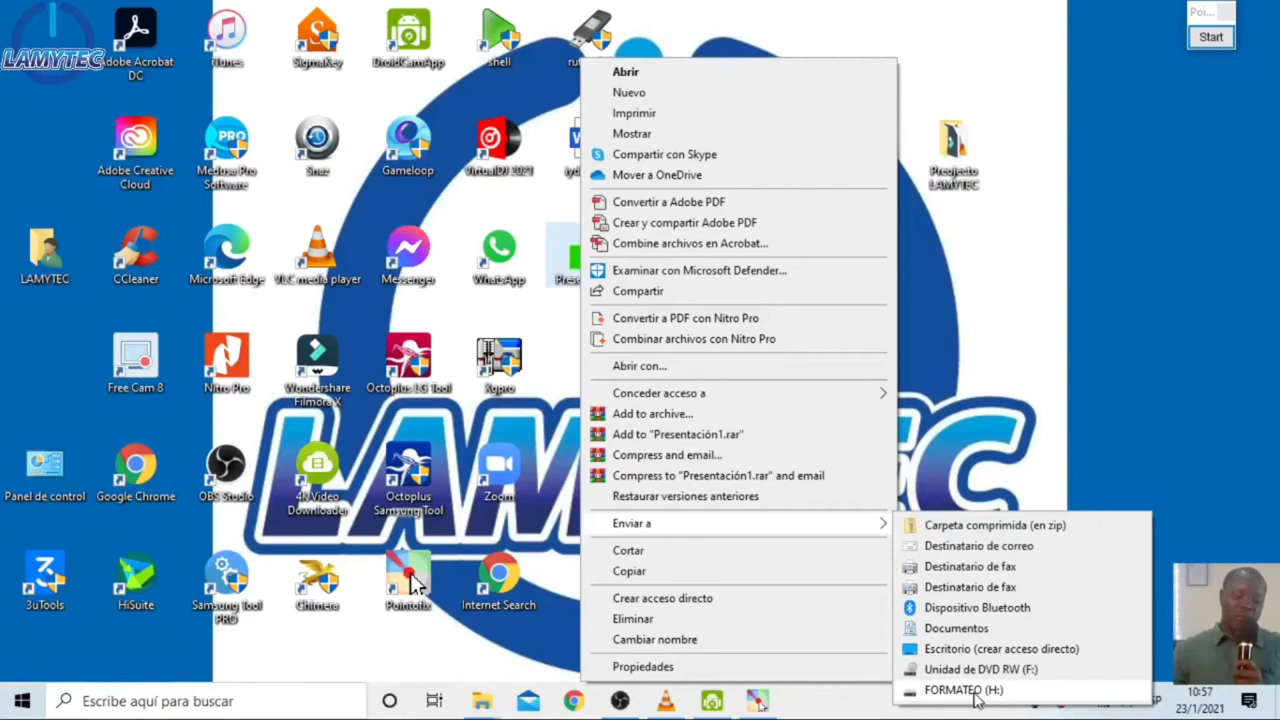 LAMYTEC
Adobe Acrobat
DC
iTunes
SigmaKey
DroidCamApp
shell
Poi...
Start
Adobe Creative
Cloud
Medusa Pro
Software
Snaz
Gameloop
VirtualDJ 2021
Preojecto
LAMYTEC
LAMYTEC
CCleaner
Microsoft Edge
VLC media player
Messenger
WhatsApp
Free Cam 8
Nitro Pro
Wondershare
Filmora X
Octoplus LG Tool
Xgpro
Panel de control
Google Chrome
OBS Studio
4K Video
Downloader
Octoplus
Samsung Tool
Zoom
3uTools
HiSuite
Samsung Tool
PRO
Chimera
Pointofix
Internet Search
Abrir
Nuevo
Imprimir
Mostrar
Compartir con Skype
Mover a OneDrive
Convertir a Adobe PDF
Crear y compartir Adobe PDF
Combine archivos en Acrobat...
Examinar con Microsoft Defender...
Compartir
Convertir a PDF con Nitro Pro
Combinar archivos con Nitro Pro
Abrir con...
Conceder acceso a
Add to archive...
Add to "Presentación1.rar"
Compress and email...
Compress to "Presentación1.rar" and email
Restaurar versiones anteriores
Enviar a
Cortar
Copiar
Crear acceso directo
Eliminar
Cambiar nombre
Propiedades
Carpeta comprimida (en zip)
Destinatario de correo
Destinatario de fax
Destinatario de fax
Dispositivo Bluetooth
Documentos
Escritorio (crear acceso directo)
Unidad de DVD RW (F:)
FORMATEO (H:)
Escribe aquí para buscar
10:57
23/1/2021